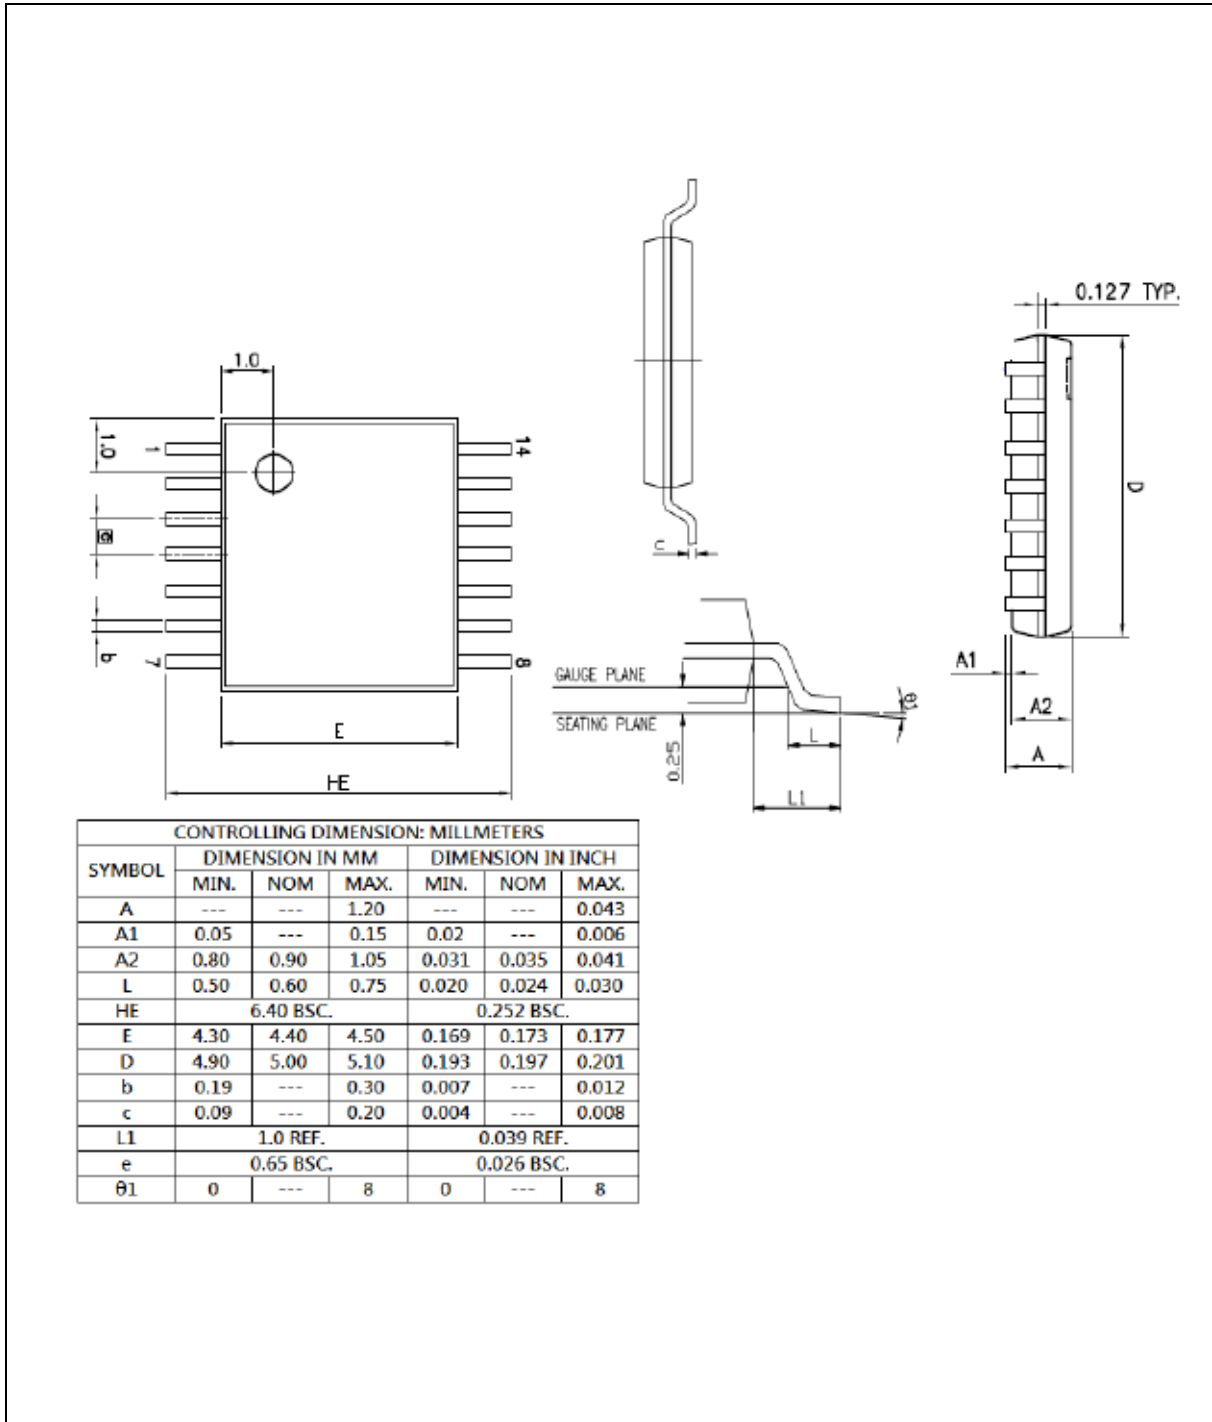 0.127 TYP.
1.0
1.0
1
14
e
b
7
8
E
HE
c
D
A1
A2
A
GAUGE PLANE
SEATING PLANE
0.25
L
L1
θ1
CONTROLLING DIMENSION: MILLMETERS
SYMBOL DIMENSION IN MM DIMENSION IN INCH
MIN. NOM MAX. MIN. NOM MAX.
A --- --- 1.20 --- --- 0.043
A1 0.05 --- 0.15 0.02 --- 0.006
A2 0.80 0.90 1.05 0.031 0.035 0.041
L 0.50 0.60 0.75 0.020 0.024 0.030
HE 6.40 BSC. 0.252 BSC.
E 4.30 4.40 4.50 0.169 0.173 0.177
D 4.90 5.00 5.10 0.193 0.197 0.201
b 0.19 --- 0.30 0.007 --- 0.012
c 0.09 --- 0.20 0.004 --- 0.008
L1 1.0 REF. 0.039 REF.
e 0.65 BSC. 0.026 BSC.
θ1 0 --- 8 0 --- 8